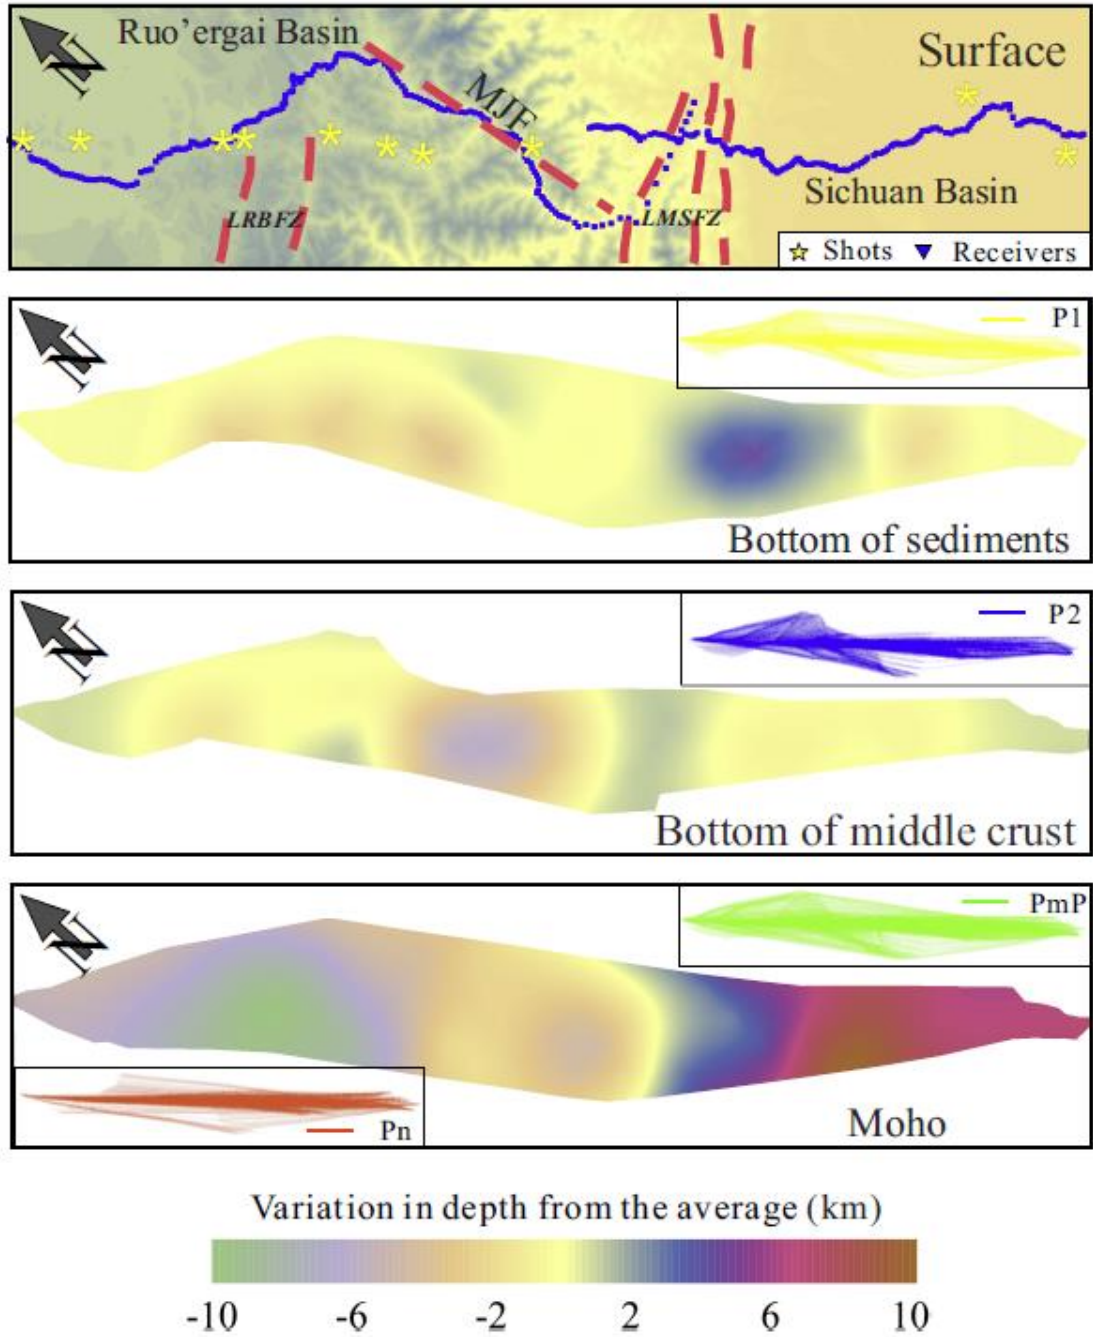 Ruo’ergai Basin
Surface
MJF
N
Sichuan Basin
LRBFZ
LMSFZ
Shots Receivers
N
P1
Bottom of sediments
N
P2
Bottom of middle crust
N
PmP
Pn
Moho
Variation in depth from the average (km)
-10 -6 -2 2 6 10